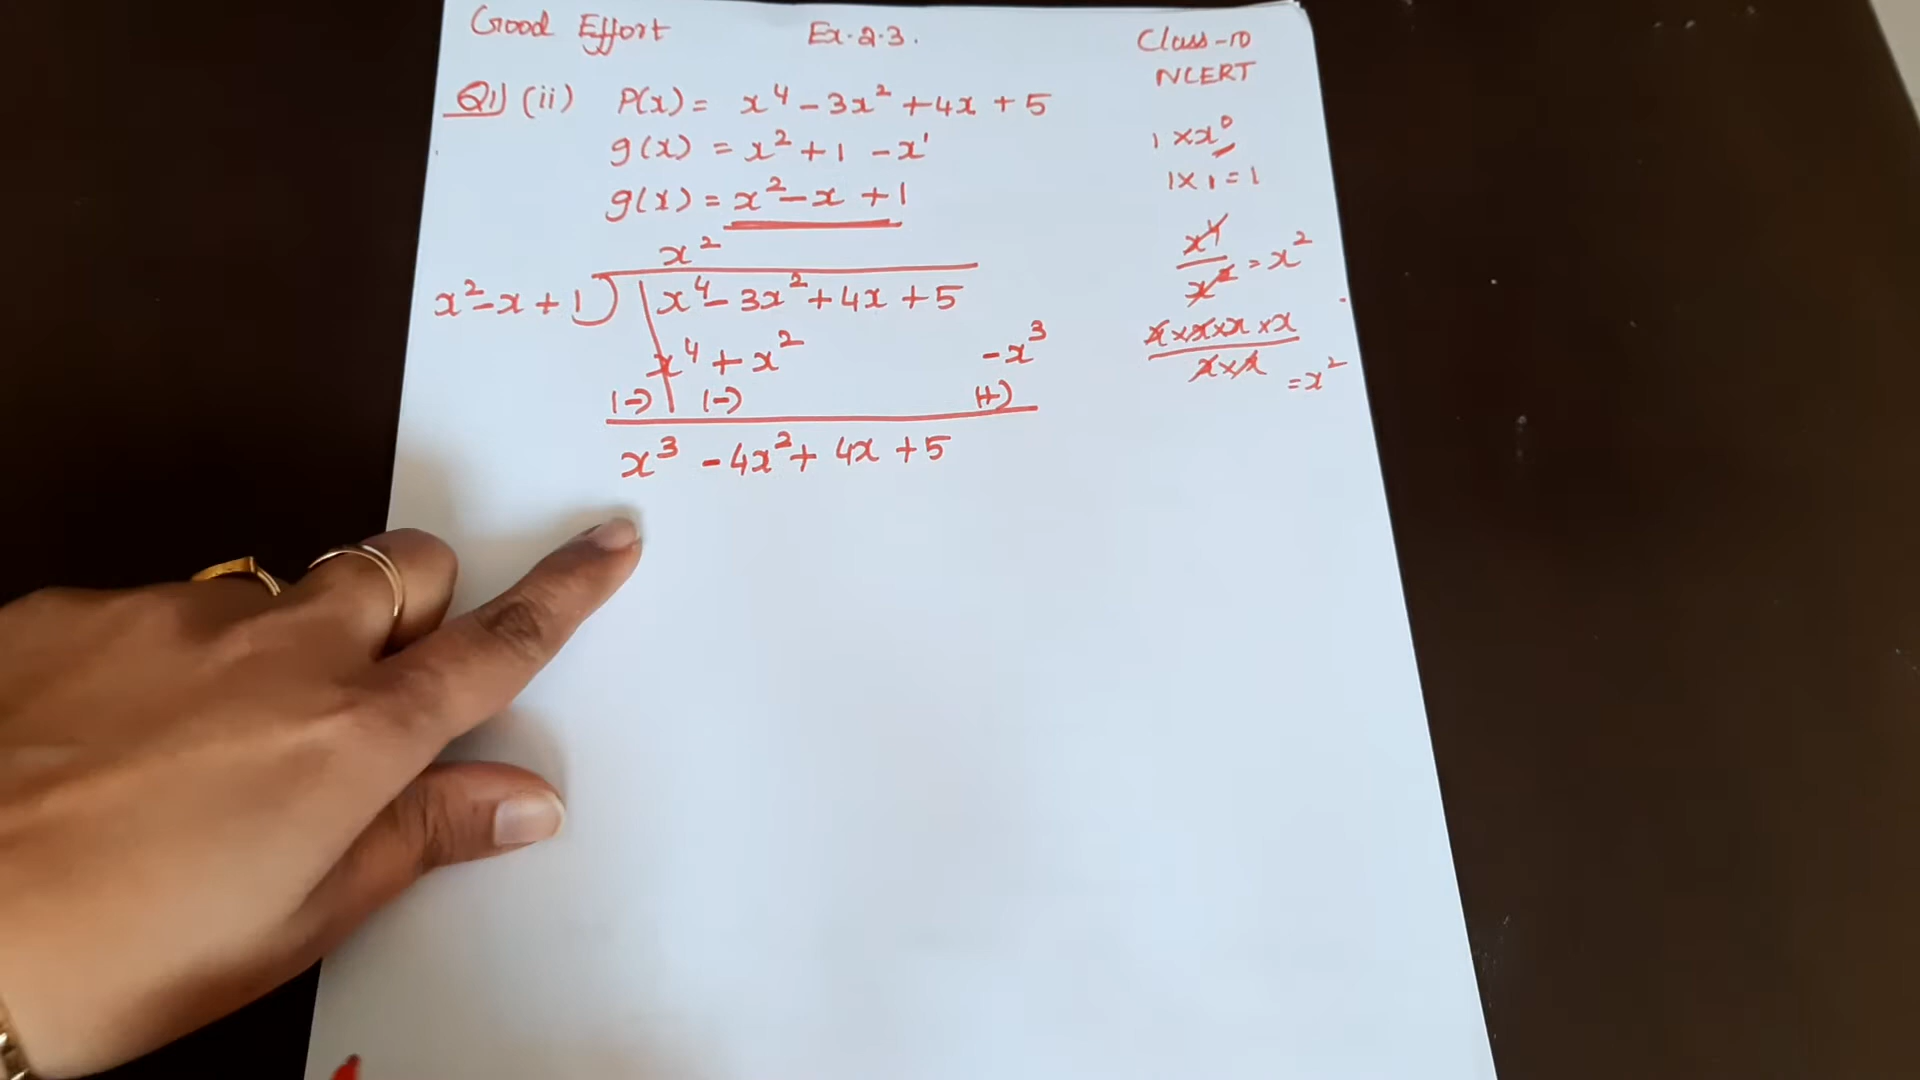 Good Effort Ex.2.3. Class-10
NCERT
Q1) (ii) P(x) = x⁴ - 3x² + 4x + 5
g(x) = x² + 1 - x¹
g(x) = x² - x + 1
x²
x² - x + 1) x⁴ - 3x² + 4x + 5
x⁴ + x² - x³
(-) (-) (+)
x³ - 4x² + 4x + 5
1 × x⁰
1 × 1 = 1
x⁴/x² = x²
x × x × x × x / x × x = x²